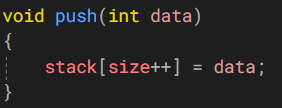 void push(int data)
{
    stack[size++] = data;
}